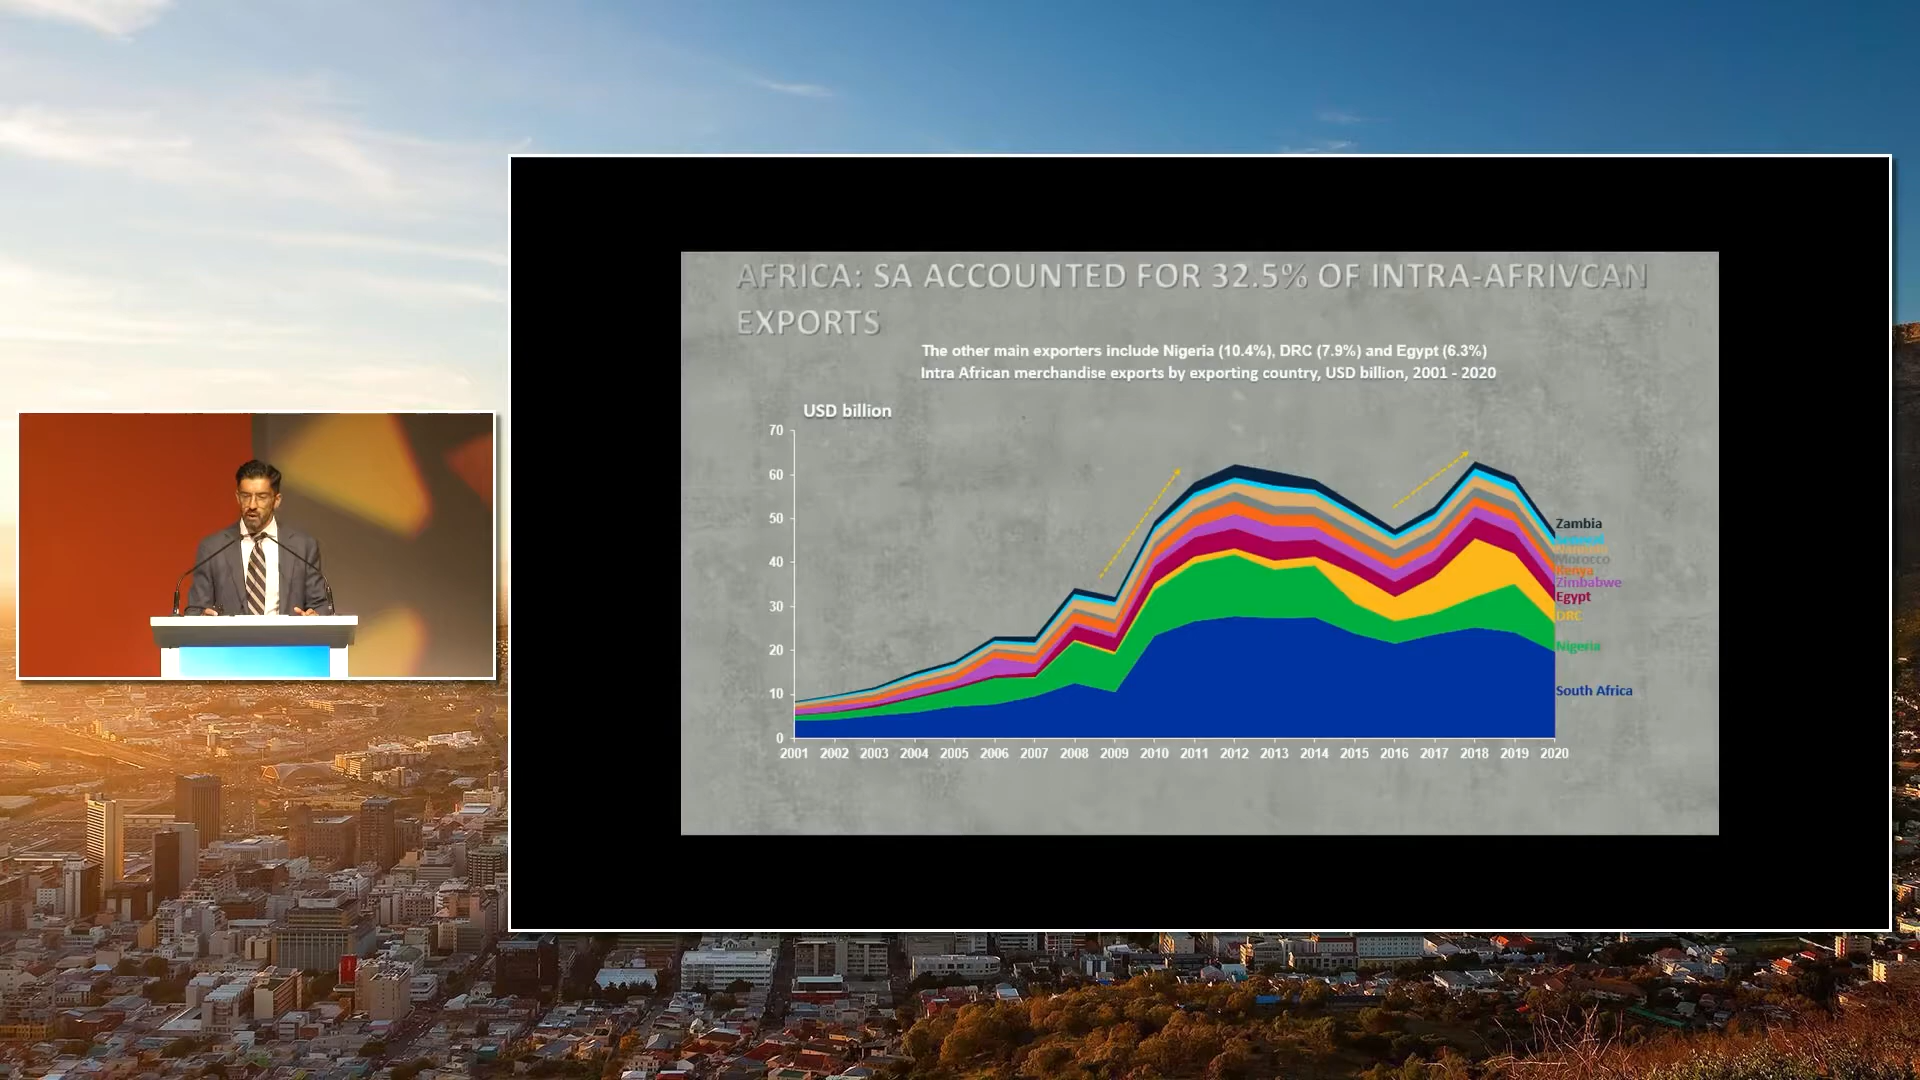 AFRICA: SA ACCOUNTED FOR 32.5% OF INTRA-AFRIVCAN
EXPORTS
The other main exporters include Nigeria (10.4%), DRC (7.9%) and Egypt (6.3%)
Intra African merchandise exports by exporting country, USD billion, 2001 - 2020
USD billion
70
60
50
40
30
20
10
0
Zambia
Namibia
Morocco
Kenya
Zimbabwe
Egypt
DRC
Nigeria
South Africa
2001 2002 2003 2004 2005 2006 2007 2008 2009 2010 2011 2012 2013 2014 2015 2016 2017 2018 2019 2020